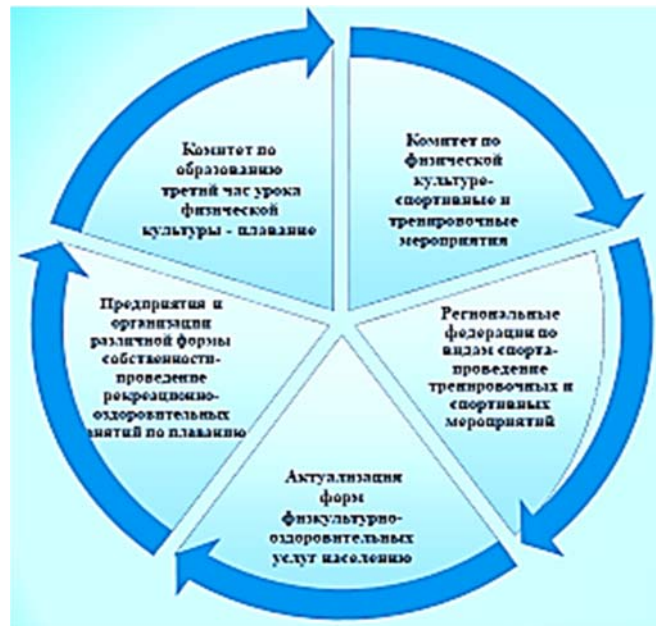 Комитет по
образованию
третий час урока
физической
культуры - плавание
Комитет по
физической
культуре-
спортивные и
тренировочные
мероприятия
Региональные
федерации по
видам спорта-
проведение
тренировочных и
спортивных
мероприятий
Актуализация
форм
физкультурно-
оздоровительных
услуг населению
Предприятия и
организации
различной формы
собственности-
проведение
рекреационно-
оздоровительных
занятий по плаванию